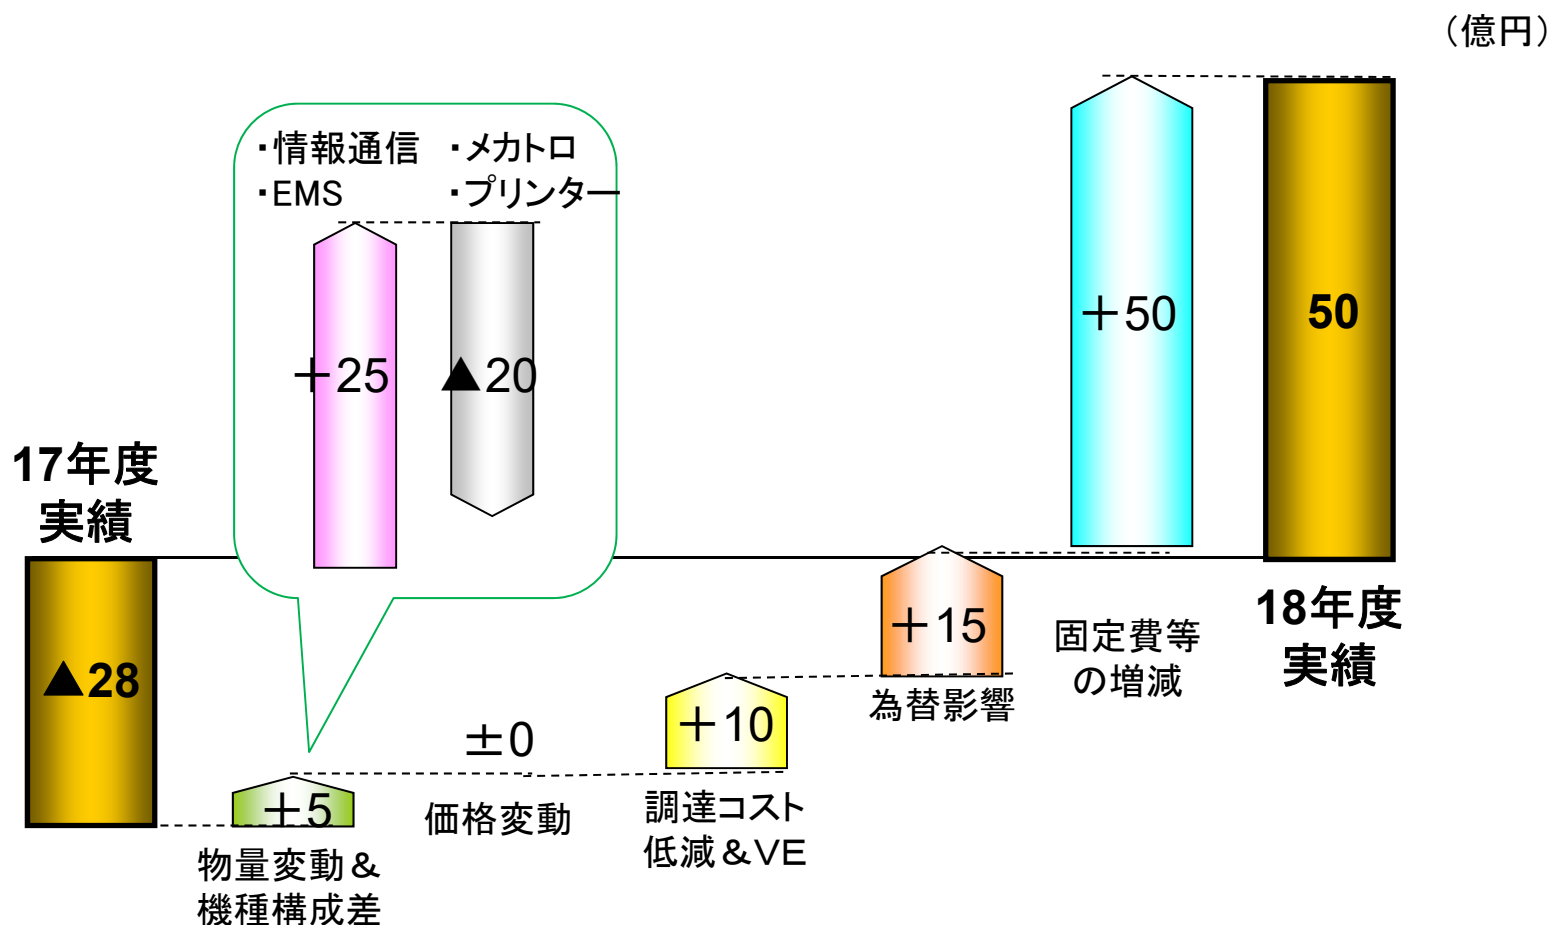 （億円）
・情報通信
・EMS
・メカトロ
・プリンター
＋25
▲20
17年度
実績
▲28
＋5
物量変動＆
機種構成差
±0
価格変動
＋10
調達コスト
低減＆VE
＋15
為替影響
＋50
固定費等
の増減
50
18年度
実績